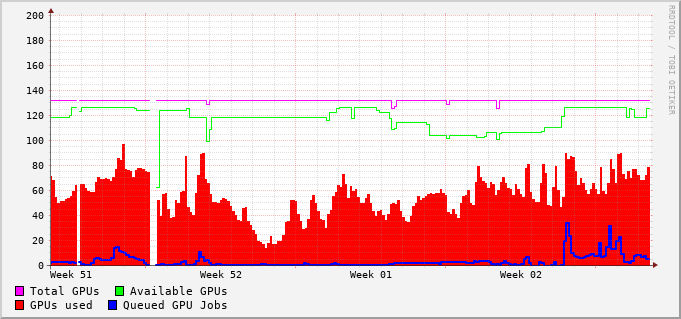 200
180
160
140
120
100
80
60
40
20
0
Week 51 Week 52 Week 01 Week 02
Total GPUs Available GPUs
GPUs used Queued GPU Jobs
RRDTOOL / TOBI OETIKER